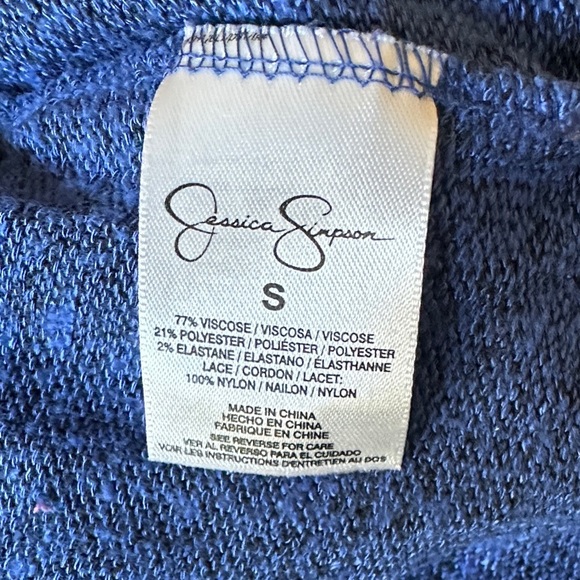 Jessica Simpson
S
77% VISCOSE / VISCOSA / VISCOSE
21% POLYESTER / POLIÉSTER / POLYESTER
2% ELASTANE / ELASTANO / ÉLASTHANNE
LACE / CORDON / LACET:
100% NYLON / NAILON / NYLON
MADE IN CHINA
HECHO EN CHINA
FABRIQUE EN CHINE
SEE REVERSE FOR CARE
VER AL REVERSO PARA EL CUIDADO
VOIR LES INSTRUCTIONS D'ENTRETIEN AU DOS